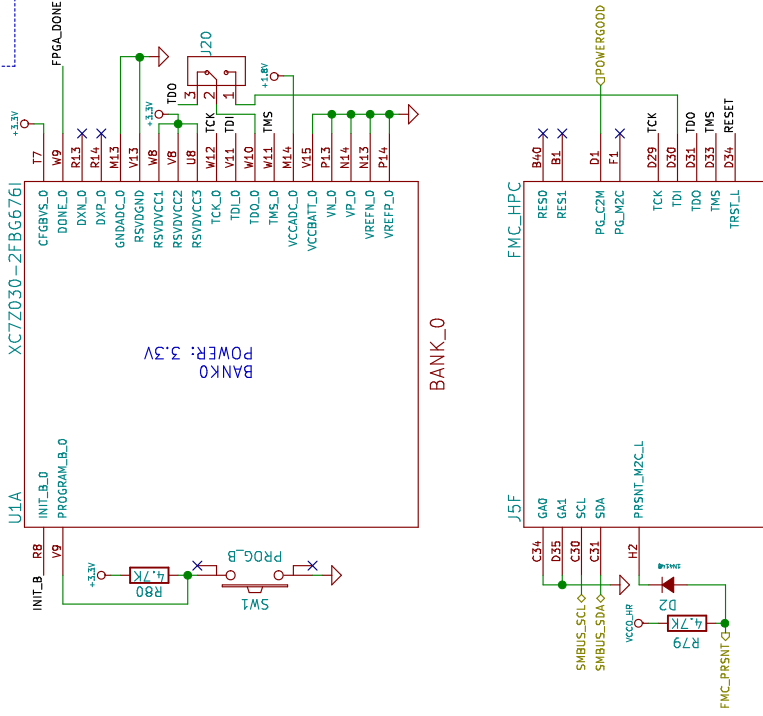 FPGA_DONE
J20
TDO
3
2
1
+1.8V
+3.3V
+3.3V
TCK
TDI
TMS
POWERGOOD
TCK
TDO
TMS
RESET
T7
W9
R13
R14
M13
V13
W8
V8
U8
W12
V11
W10
W11
M14
V15
P13
N14
N13
P14
CFGBVS_0
DONE_0
DXN_0
DXP_0
GNDADC_0
RSVDGND
RSVDVCC1
RSVDVCC2
RSVDVCC3
TCK_0
TDI_0
TDO_0
TMS_0
VCCADC_0
VCCBATT_0
VN_0
VP_0
VREFN_0
VREFP_0
XC7Z030-2FBG676I
BANK0
POWER: 3.3V
BANK_0
U1A
INIT_B_0
PROGRAM_B_0
R8
V9
INIT_B
+3.3V
4.7K
R80
PROG_B
SW1
B40
B1
D1
F1
D29
D30
D31
D33
D34
FMC_HPC
RES0
RES1
PG_C2M
PG_M2C
TCK
TDI
TDO
TMS
TRST_L
J5F
GA0
GA1
SCL
SDA
PRSNT_M2C_L
C34
D35
C30
C31
H2
SMBUS_SCL
SMBUS_SDA
1N4148
D2
VCCO_HR
4.7K
R79
FMC_PRSNT